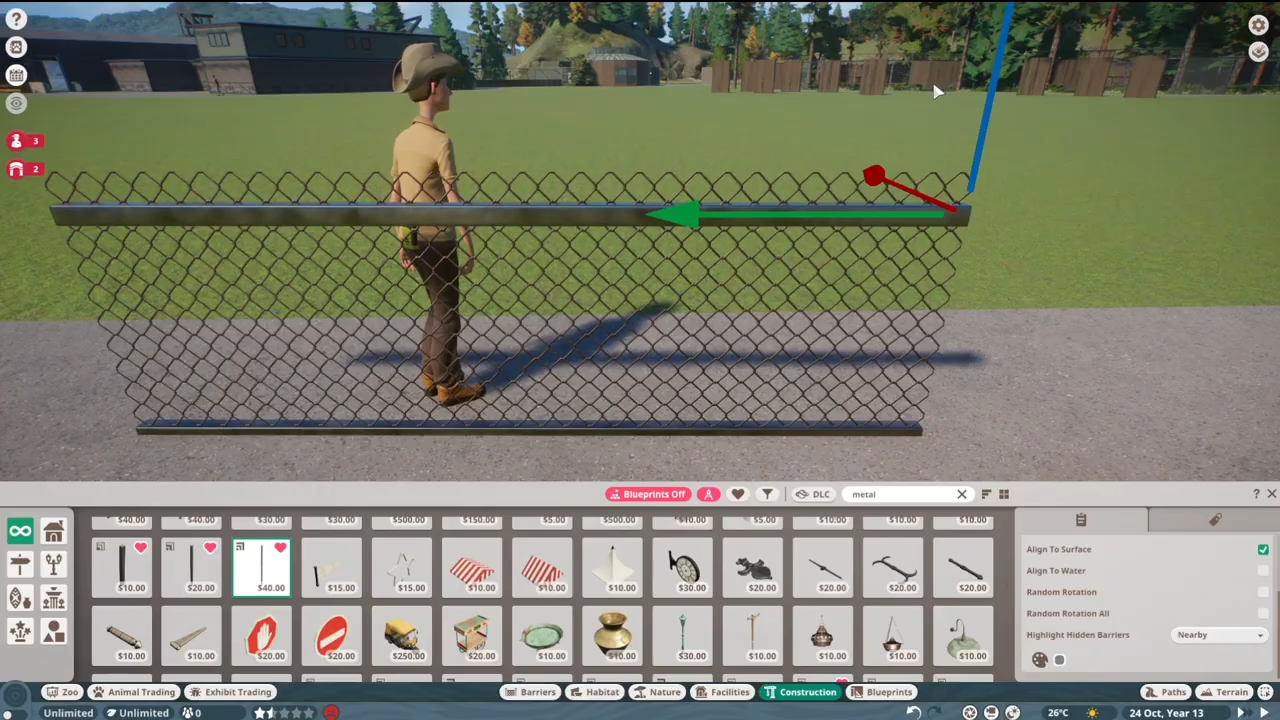 ?
3
2
Blueprints Off
DLC
metal
?
$40.00 $40.00 $30.00 $30.00 $500.00 $150.00 $5.00 $500.00 $10.00 $5.00 $10.00 $10.00 $10.00
$10.00 $20.00 $40.00 $15.00 $15.00 $10.00 $10.00 $10.00 $30.00 $20.00 $20.00 $20.00 $20.00
$10.00 $10.00 $20.00 $20.00 $250.00 $20.00 $10.00 $10.00 $30.00 $10.00 $10.00 $10.00 $10.00
Align To Surface
Align To Water
Random Rotation
Random Rotation All
Highlight Hidden Barriers Nearby
Zoo Animal Trading Exhibit Trading Barriers Habitat Nature Facilities Construction Blueprints Paths Terrain
Unlimited Unlimited 0 26°C 24 Oct, Year 13